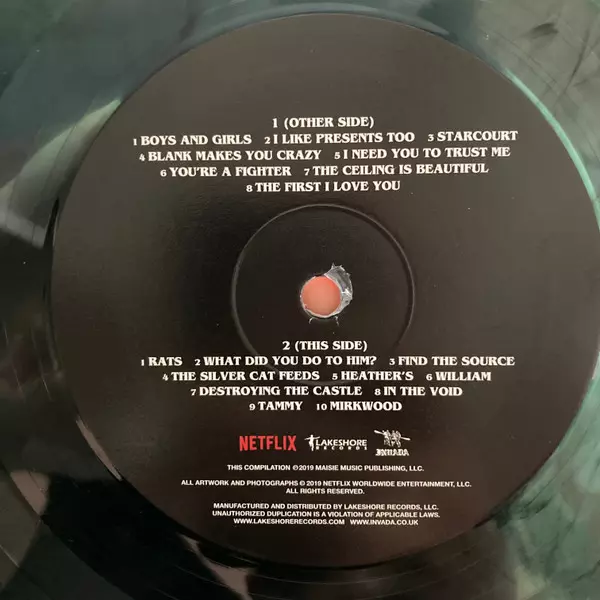 1 (OTHER SIDE)
1 BOYS AND GIRLS 2 I LIKE PRESENTS TOO 3 STARCOURT
4 BLANK MAKES YOU CRAZY 5 I NEED YOU TO TRUST ME
6 YOU'RE A FIGHTER 7 THE CEILING IS BEAUTIFUL
8 THE FIRST I LOVE YOU
2 (THIS SIDE)
1 RATS 2 WHAT DID YOU DO TO HIM? 3 FIND THE SOURCE
4 THE SILVER CAT FEEDS 5 HEATHER'S 6 WILLIAM
7 DESTROYING THE CASTLE 8 IN THE VOID
9 TAMMY 10 MIRKWOOD
NETFLIX LAKESHORE RECORDS INVADA
THIS COMPILATION ℗2019 MAISIE MUSIC PUBLISHING, LLC.
ALL ARTWORK AND PHOTOGRAPHS © 2019 NETFLIX WORLDWIDE ENTERTAINMENT, LLC.
ALL RIGHTS RESERVED.
MANUFACTURED AND DISTRIBUTED BY LAKESHORE RECORDS, LLC.
UNAUTHORIZED DUPLICATION IS A VIOLATION OF APPLICABLE LAWS.
WWW.LAKESHORERECORDS.COM WWW.INVADA.CO.UK